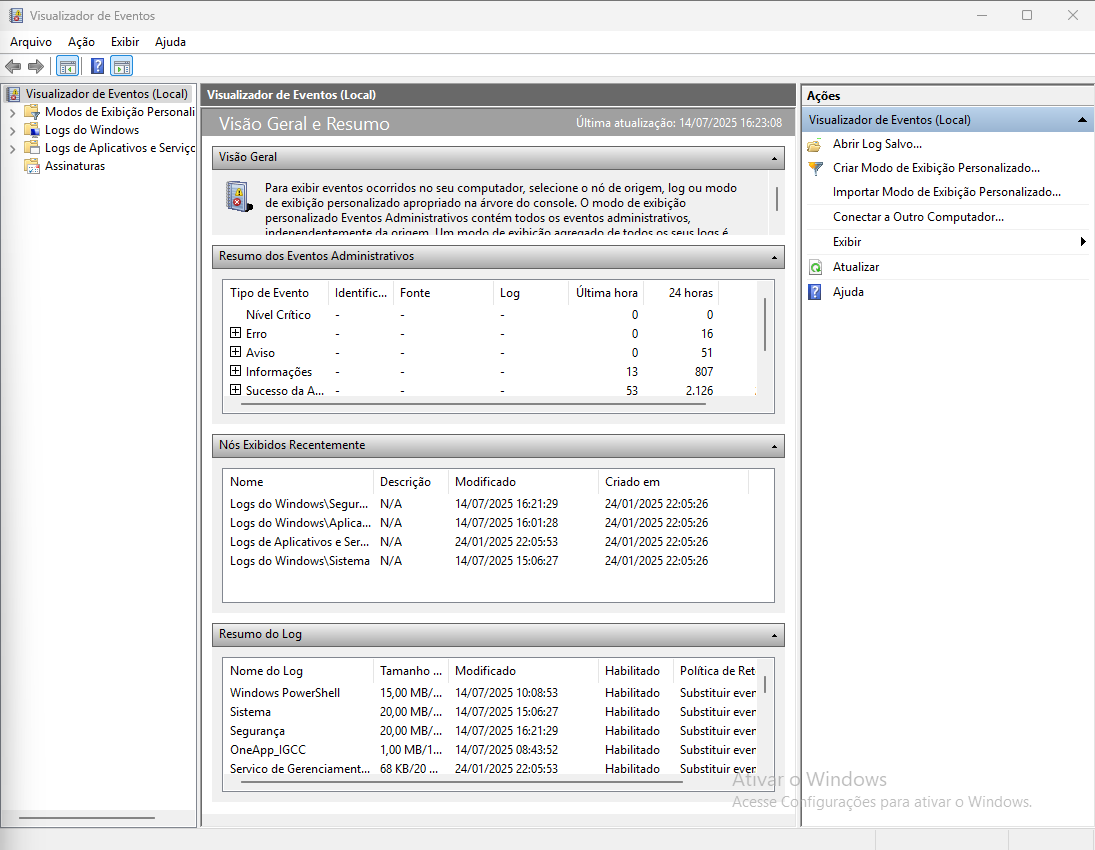 Visualizador de Eventos
Arquivo Ação Exibir Ajuda
Visualizador de Eventos (Local)
Modos de Exibição Personali
Logs do Windows
Logs de Aplicativos e Serviço
Assinaturas
Visualizador de Eventos (Local)
Visão Geral e Resumo Última atualização: 14/07/2025 16:23:08
Visão Geral
Para exibir eventos ocorridos no seu computador, selecione o nó de origem, log ou modo
de exibição personalizado apropriado na árvore do console. O modo de exibição
personalizado Eventos Administrativos contém todos os eventos administrativos,
independentemente da origem. Um modo de exibição agregado de todos os seus logs é
Resumo dos Eventos Administrativos
Tipo de Evento Identific... Fonte Log Última hora 24 horas
Nível Crítico - - - 0 0
Erro - - - 0 16
Aviso - - - 0 51
Informações - - - 13 807
Sucesso da A... - - - 53 2.126
Nós Exibidos Recentemente
Nome Descrição Modificado Criado em
Logs do Windows\Segur... N/A 14/07/2025 16:21:29 24/01/2025 22:05:26
Logs do Windows\Aplica... N/A 14/07/2025 16:01:28 24/01/2025 22:05:26
Logs de Aplicativos e Ser... N/A 24/01/2025 22:05:53 24/01/2025 22:05:26
Logs do Windows\Sistema N/A 14/07/2025 15:06:27 24/01/2025 22:05:26
Resumo do Log
Nome do Log Tamanho ... Modificado Habilitado Política de Ret
Windows PowerShell 15,00 MB/... 14/07/2025 10:08:53 Habilitado Substituir even
Sistema 20,00 MB/... 14/07/2025 15:06:27 Habilitado Substituir even
Segurança 20,00 MB/... 14/07/2025 16:21:29 Habilitado Substituir even
OneApp_IGCC 1,00 MB/1... 14/07/2025 08:43:52 Habilitado Substituir even
Serviço de Gerenciament... 68 KB/20 ... 24/01/2025 22:05:53 Habilitado Substituir even
Ações
Visualizador de Eventos (Local)
Abrir Log Salvo...
Criar Modo de Exibição Personalizado...
Importar Modo de Exibição Personalizado...
Conectar a Outro Computador...
Exibir
Atualizar
Ajuda
Ativar o Windows
Acesse Configurações para ativar o Windows.